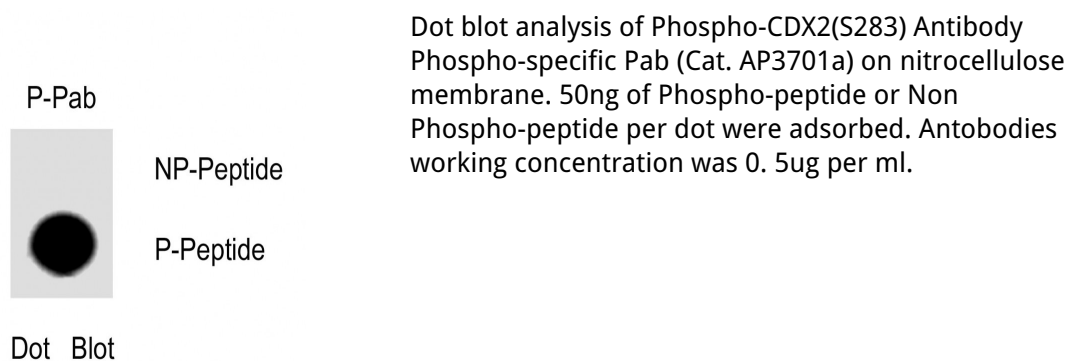 P-Pab
NP-Peptide
P-Peptide
Dot Blot
Dot blot analysis of Phospho-CDX2(S283) Antibody
Phospho-specific Pab (Cat. AP3701a) on nitrocellulose
membrane. 50ng of Phospho-peptide or Non
Phospho-peptide per dot were adsorbed. Antobodies
working concentration was 0. 5ug per ml.